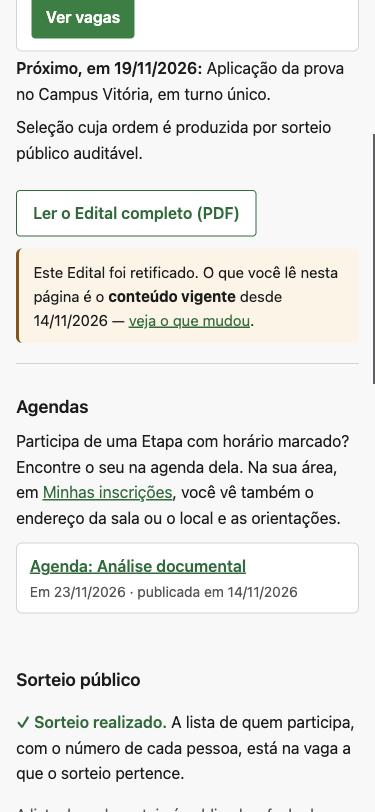 Ver vagas
Próximo, em 19/11/2026: Aplicação da prova
no Campus Vitória, em turno único.
Seleção cuja ordem é produzida por sorteio
público auditável.
Ler o Edital completo (PDF)
Este Edital foi retificado. O que você lê nesta
página é o conteúdo vigente desde
14/11/2026 — veja o que mudou.
Agendas
Participa de uma Etapa com horário marcado?
Encontre o seu na agenda dela. Na sua área,
em Minhas inscrições, você vê também o
endereço da sala ou o local e as orientações.
Agenda: Análise documental
Em 23/11/2026 · publicada em 14/11/2026
Sorteio público
✓ Sorteio realizado. A lista de quem participa,
com o número de cada pessoa, está na vaga a
que o sorteio pertence.